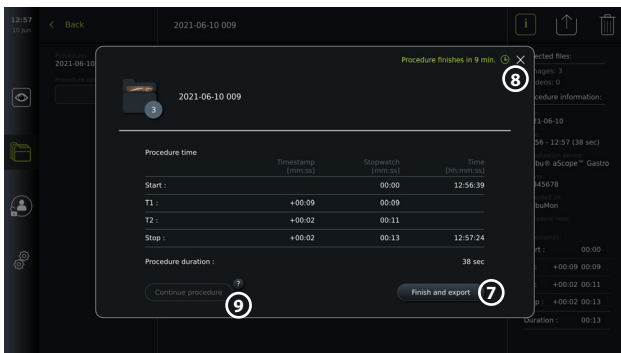 12:57
10 Jun
Back
2021-06-10 009
i
Procedure finishes in 9 min.
8
2021-06-10 009
3
Procedure time
Timestamp Stopwatch Time
[mm:ss] [mm:ss] [hh:mm:ss]
Start : 00:00 12:56:39
T1 : +00:09 00:09
T2 : +00:02 00:11
Stop : +00:02 00:13 12:57:24
Procedure duration : 38 sec
Continue procedure
?
9
Finish and export
7
Procedure
2021-06-10
ected files:
ages: 3
deos: 0
cedure information:
1-06-10
56 - 12:57 (38 sec)
bu® aScope™ Gastro
345678
buMon
rt : 00:00
: +00:09 00:09
: +00:02 00:11
p : +00:02 00:13
Duration : 00:13